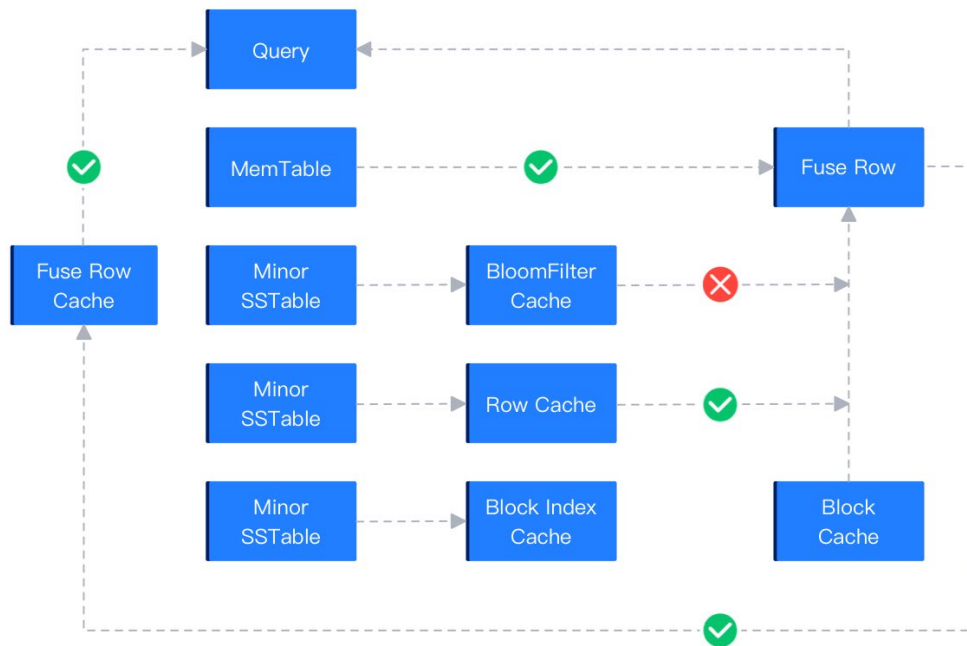 Query
MemTable
Fuse Row
Fuse Row
Cache
Minor
SSTable
BloomFilter
Cache
Minor
SSTable
Row Cache
Minor
SSTable
Block Index
Cache
Block
Cache